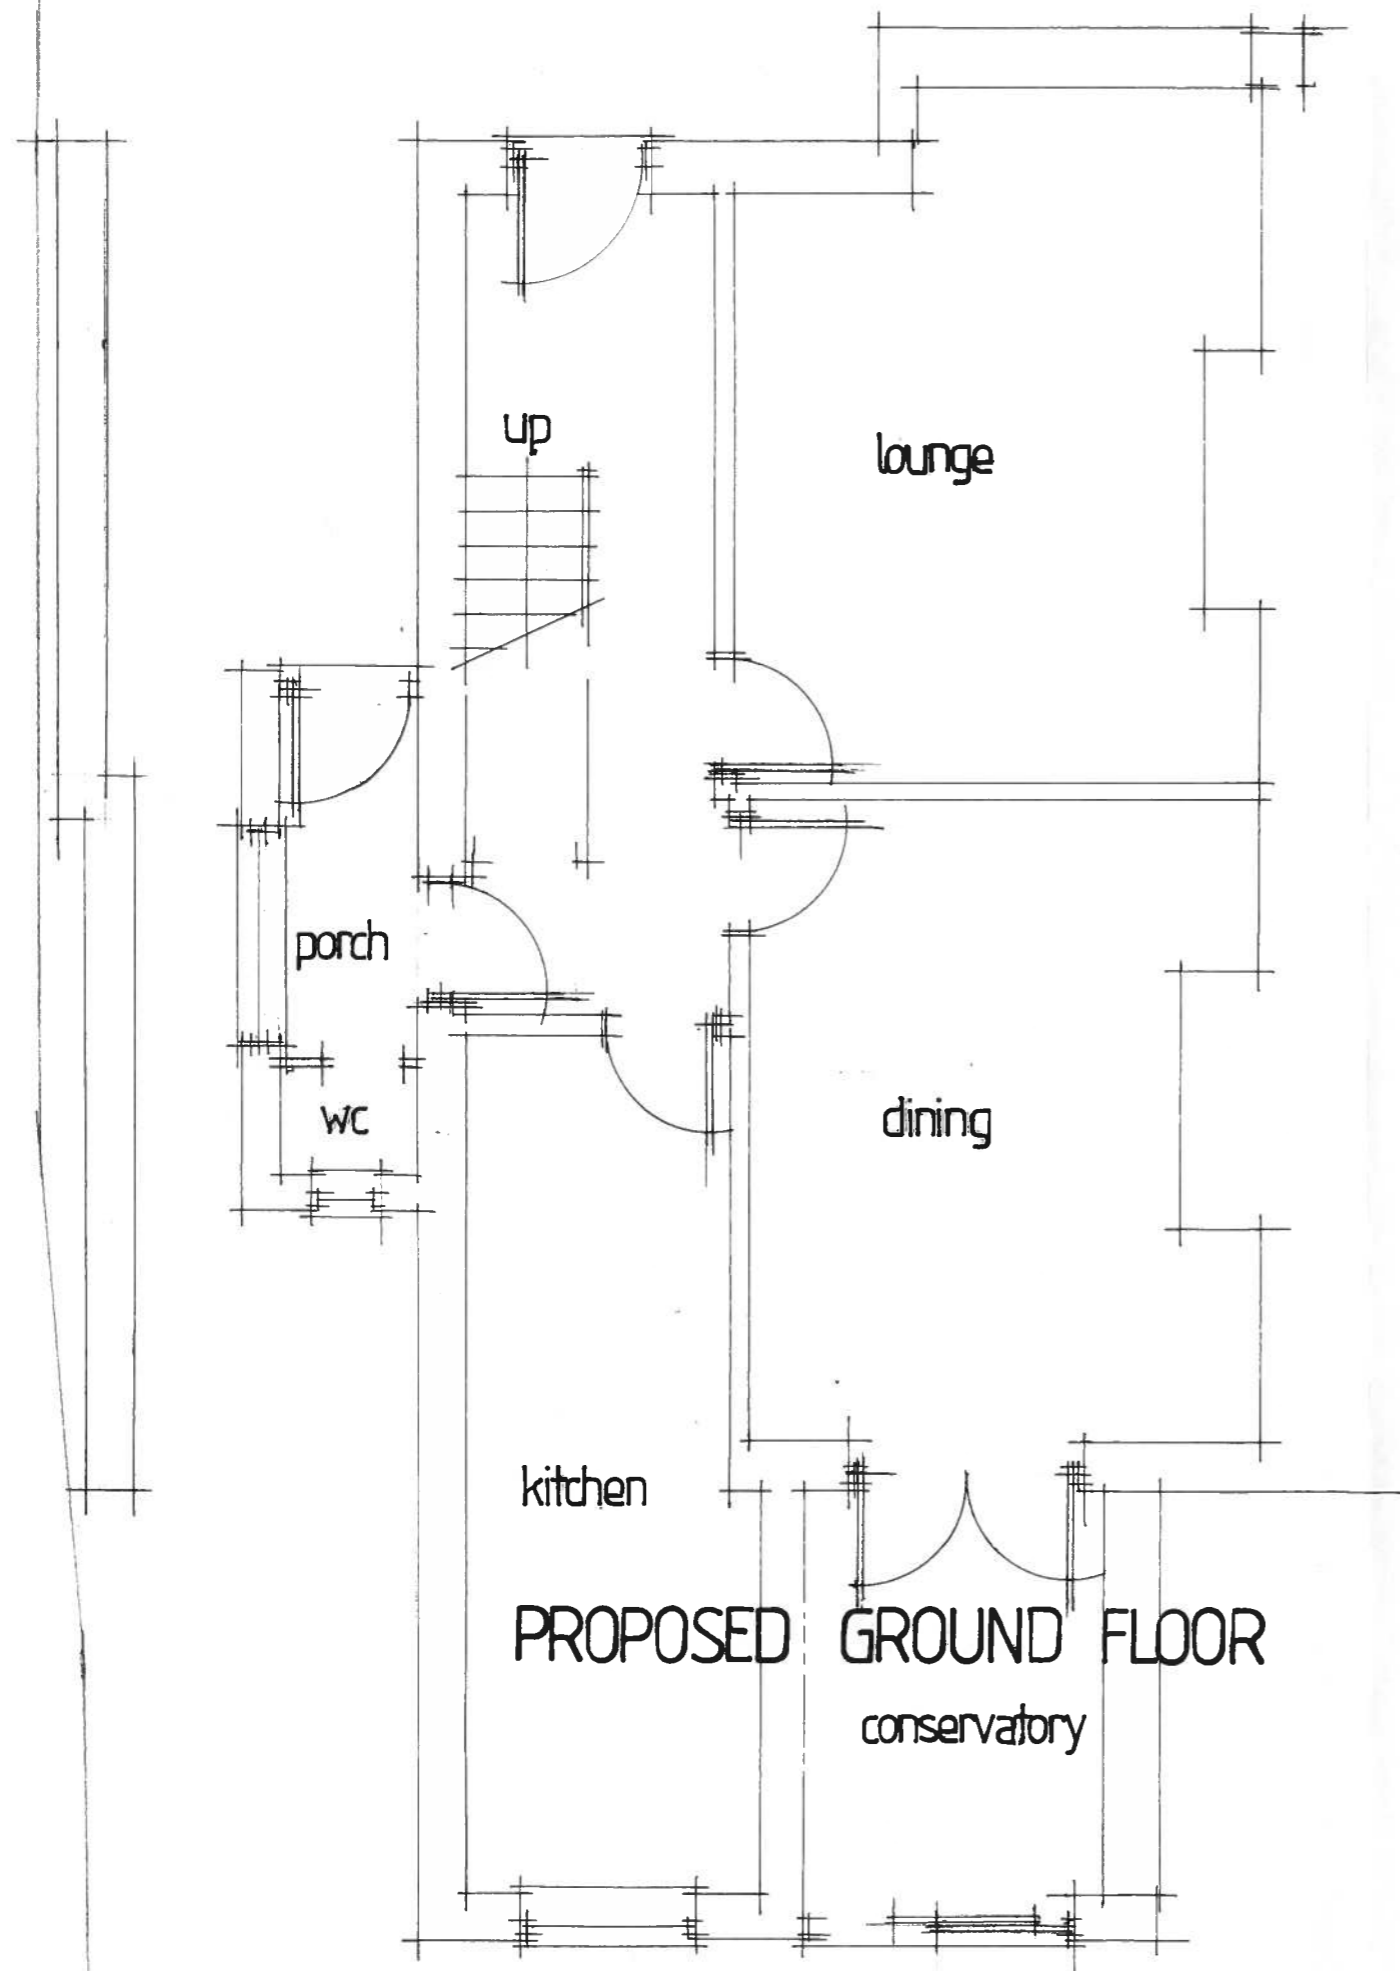 up
lounge
porch
WC
dining
kitchen
PROPOSED GROUND FLOOR
conservatory